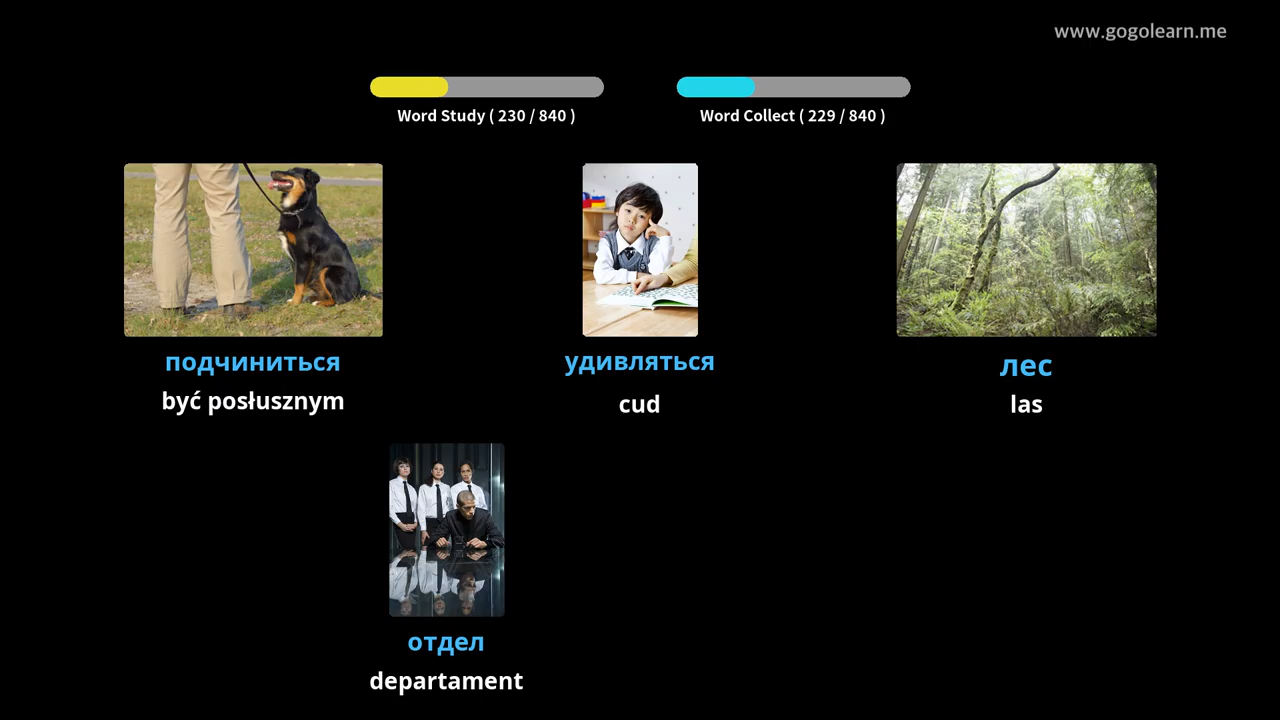 www.gogolearn.me
Word Study ( 230 / 840 )
Word Collect ( 229 / 840 )
подчиниться
być posłusznym
удивляться
cud
лес
las
отдел
departament